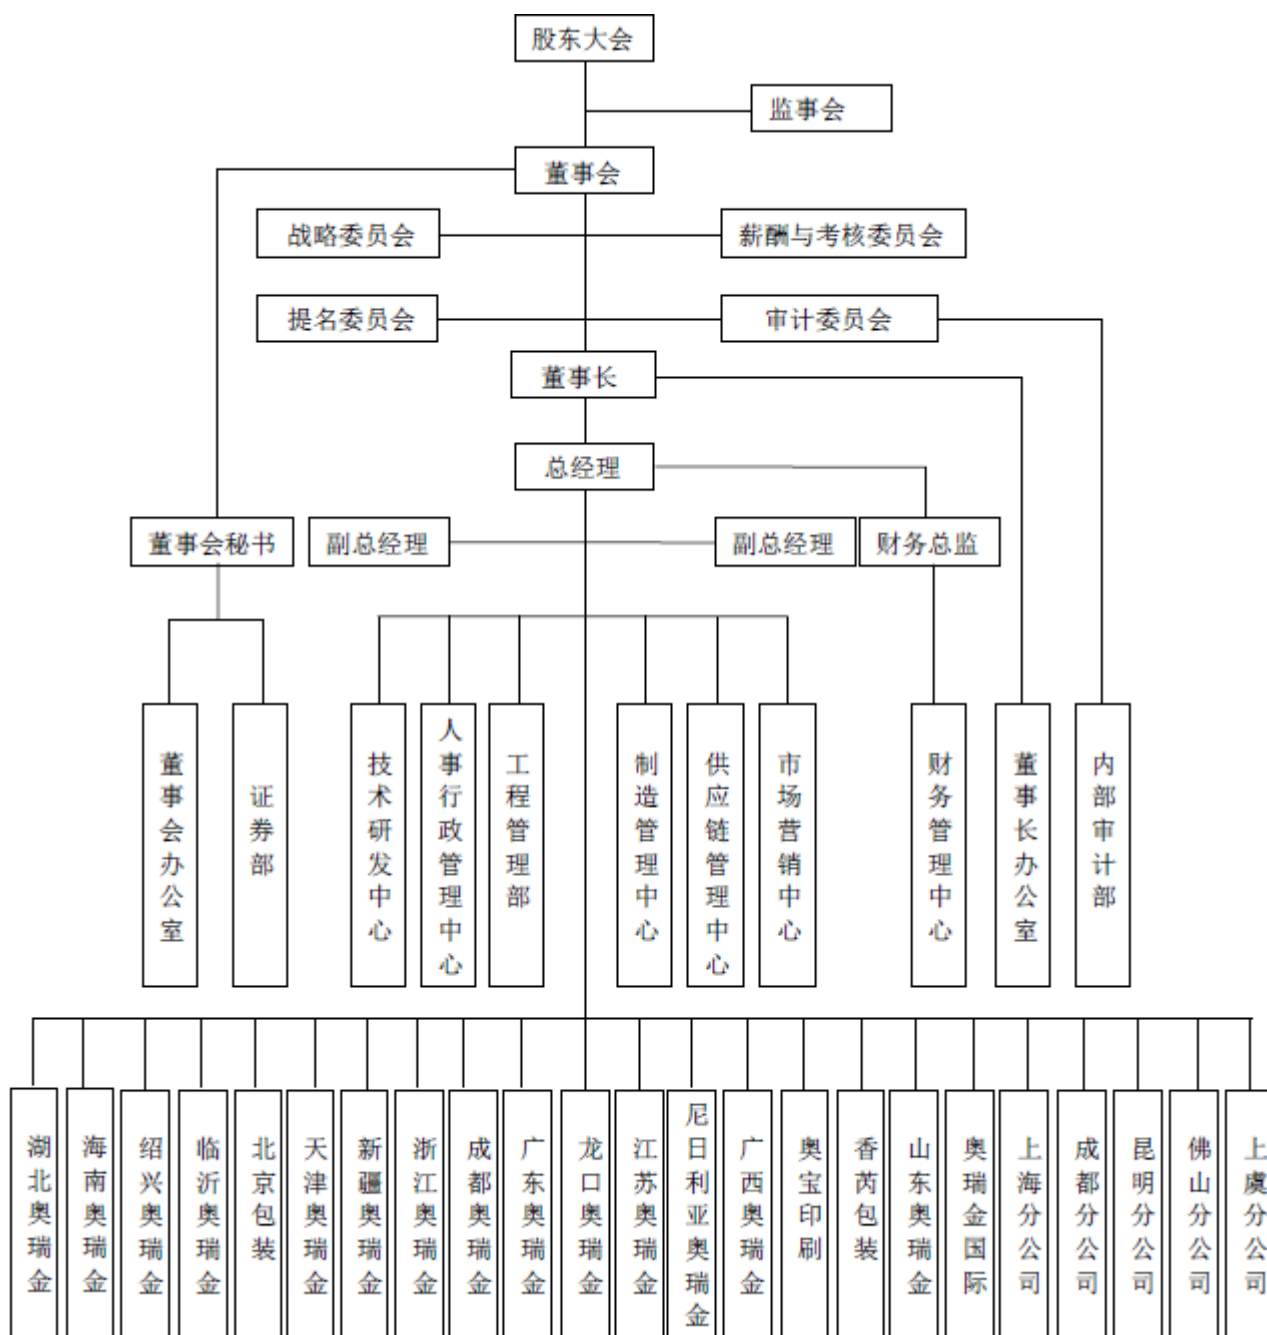 股东大会
监事会
董事会
战略委员会
薪酬与考核委员会
提名委员会
审计委员会
董事长
总经理
董事会秘书
副总经理
副总经理
财务总监
董事会办公室
证券部
技术研发中心
人事行政管理中心
工程管理部
制造管理中心
供应链管理中心
市场营销中心
财务管理中心
董事长办公室
内部审计部
湖北奥瑞金
海南奥瑞金
绍兴奥瑞金
临沂奥瑞金
北京包装
天津奥瑞金
新疆奥瑞金
浙江奥瑞金
成都奥瑞金
广东奥瑞金
龙口奥瑞金
江苏奥瑞金
尼日利亚奥瑞金
广西奥瑞金
奥宝印刷
香芮包装
山东奥瑞金
奥瑞金国际
上海分公司
成都分公司
昆明分公司
佛山分公司
上虞分公司